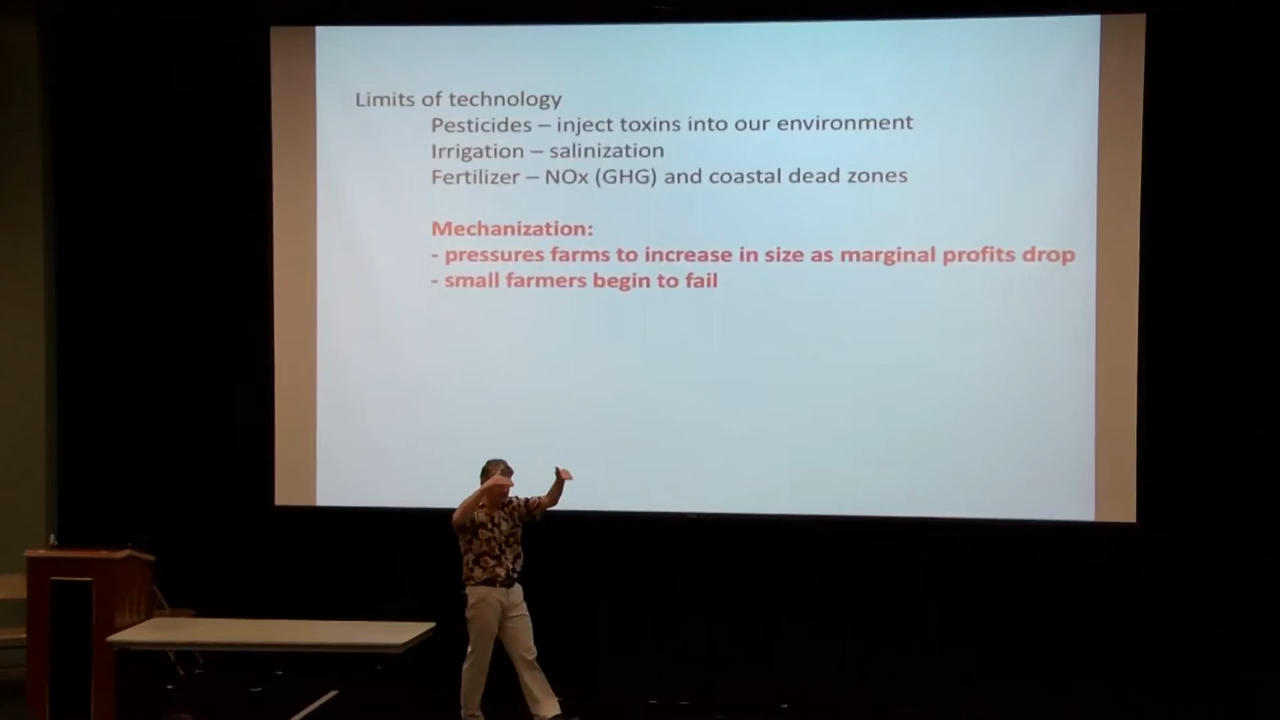 Limits of technology
Pesticides – inject toxins into our environment
Irrigation – salinization
Fertilizer – NOx (GHG) and coastal dead zones
Mechanization:
- pressures farms to increase in size as marginal profits drop
- small farmers begin to fail